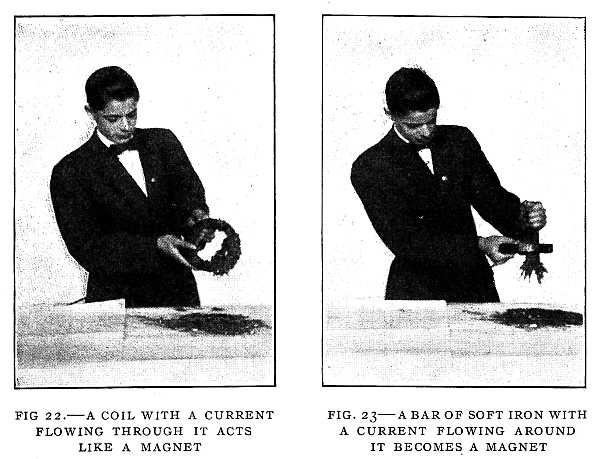 FIG 22.—A COIL WITH A CURRENT
FLOWING THROUGH IT ACTS
LIKE A MAGNET
FIG. 23—A BAR OF SOFT IRON WITH
A CURRENT FLOWING AROUND
IT BECOMES A MAGNET